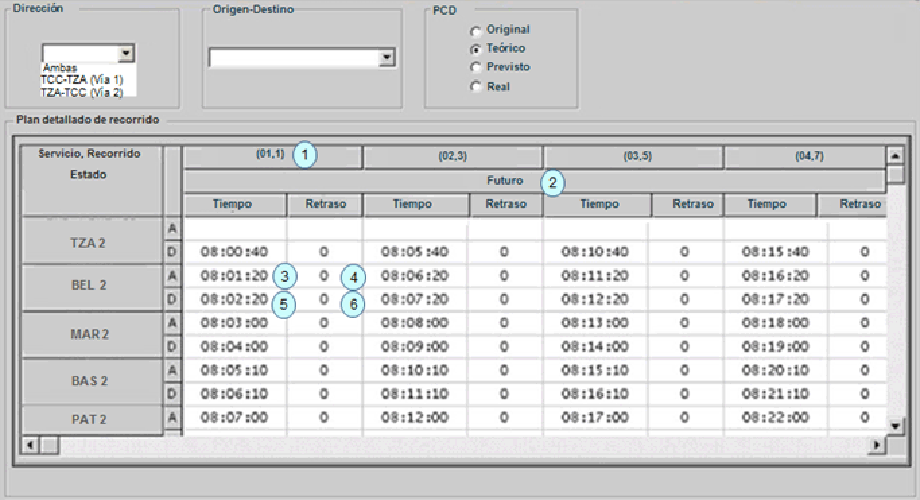 Dirección Origen-Destino PCD
Original
Teórico
Ambas
Previsto
TCC-TZA (Vía 1)
Real
TZA-TCC (Vía 2)
Plan detallado de recorrido
Servicio, Recorrido (01,1) 1 (02,3) (03,5) (04,7)
Estado Futuro 2
Tiempo Retraso Tiempo Retraso Tiempo Retraso Tiempo Retraso
TZA 2 A
D 08:00:40 0 08:05:40 0 08:10:40 0 08:15:40 0
BEL 2 A 08:01:20 3 0 4 08:06:20 0 08:11:20 0 08:16:20 0
D 08:02:20 5 0 6 08:07:20 0 08:12:20 0 08:17:20 0
MAR 2 A 08:03:00 0 08:08:00 0 08:13:00 0 08:18:00 0
D 08:04:00 0 08:09:00 0 08:14:00 0 08:19:00 0
BAS 2 A 08:05:10 0 08:10:10 0 08:15:10 0 08:20:10 0
D 08:06:10 0 08:11:10 0 08:16:10 0 08:21:10 0
PAT 2 A 08:07:00 0 08:12:00 0 08:17:00 0 08:22:00 0